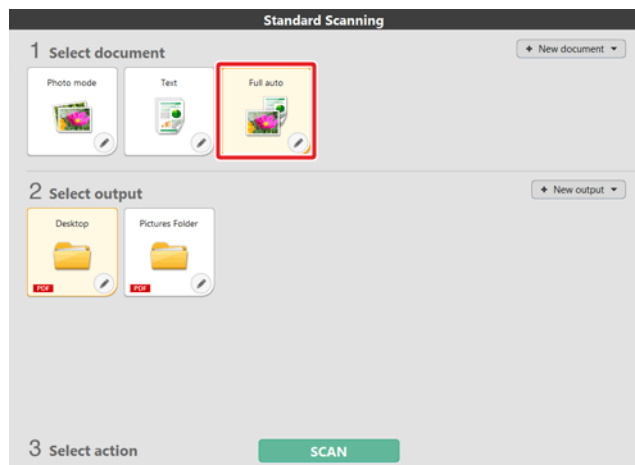 Standard Scanning
1 Select document
+ New document
Photo mode
Text
Full auto
2 Select output
+ New output
Desktop
Pictures Folder
PDF
PDF
3 Select action
SCAN